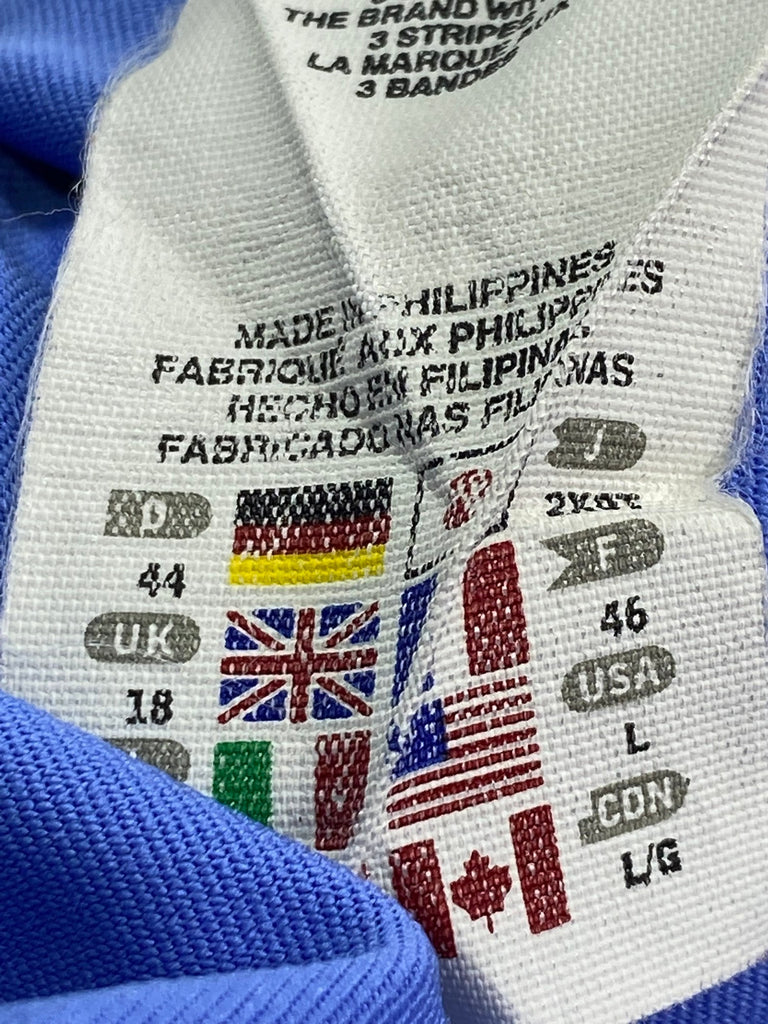 THE BRAND WITH
3 STRIPES
LA MARQUE AUX
3 BANDES
MADE IN PHILIPPINES
FABRIQUÉ AUX PHILIPPINES
HECHO EN FILIPINAS
FABRICADO NAS FILIPINAS
D
J
44
F
UK
46
18
USA
L
CDN
L/G